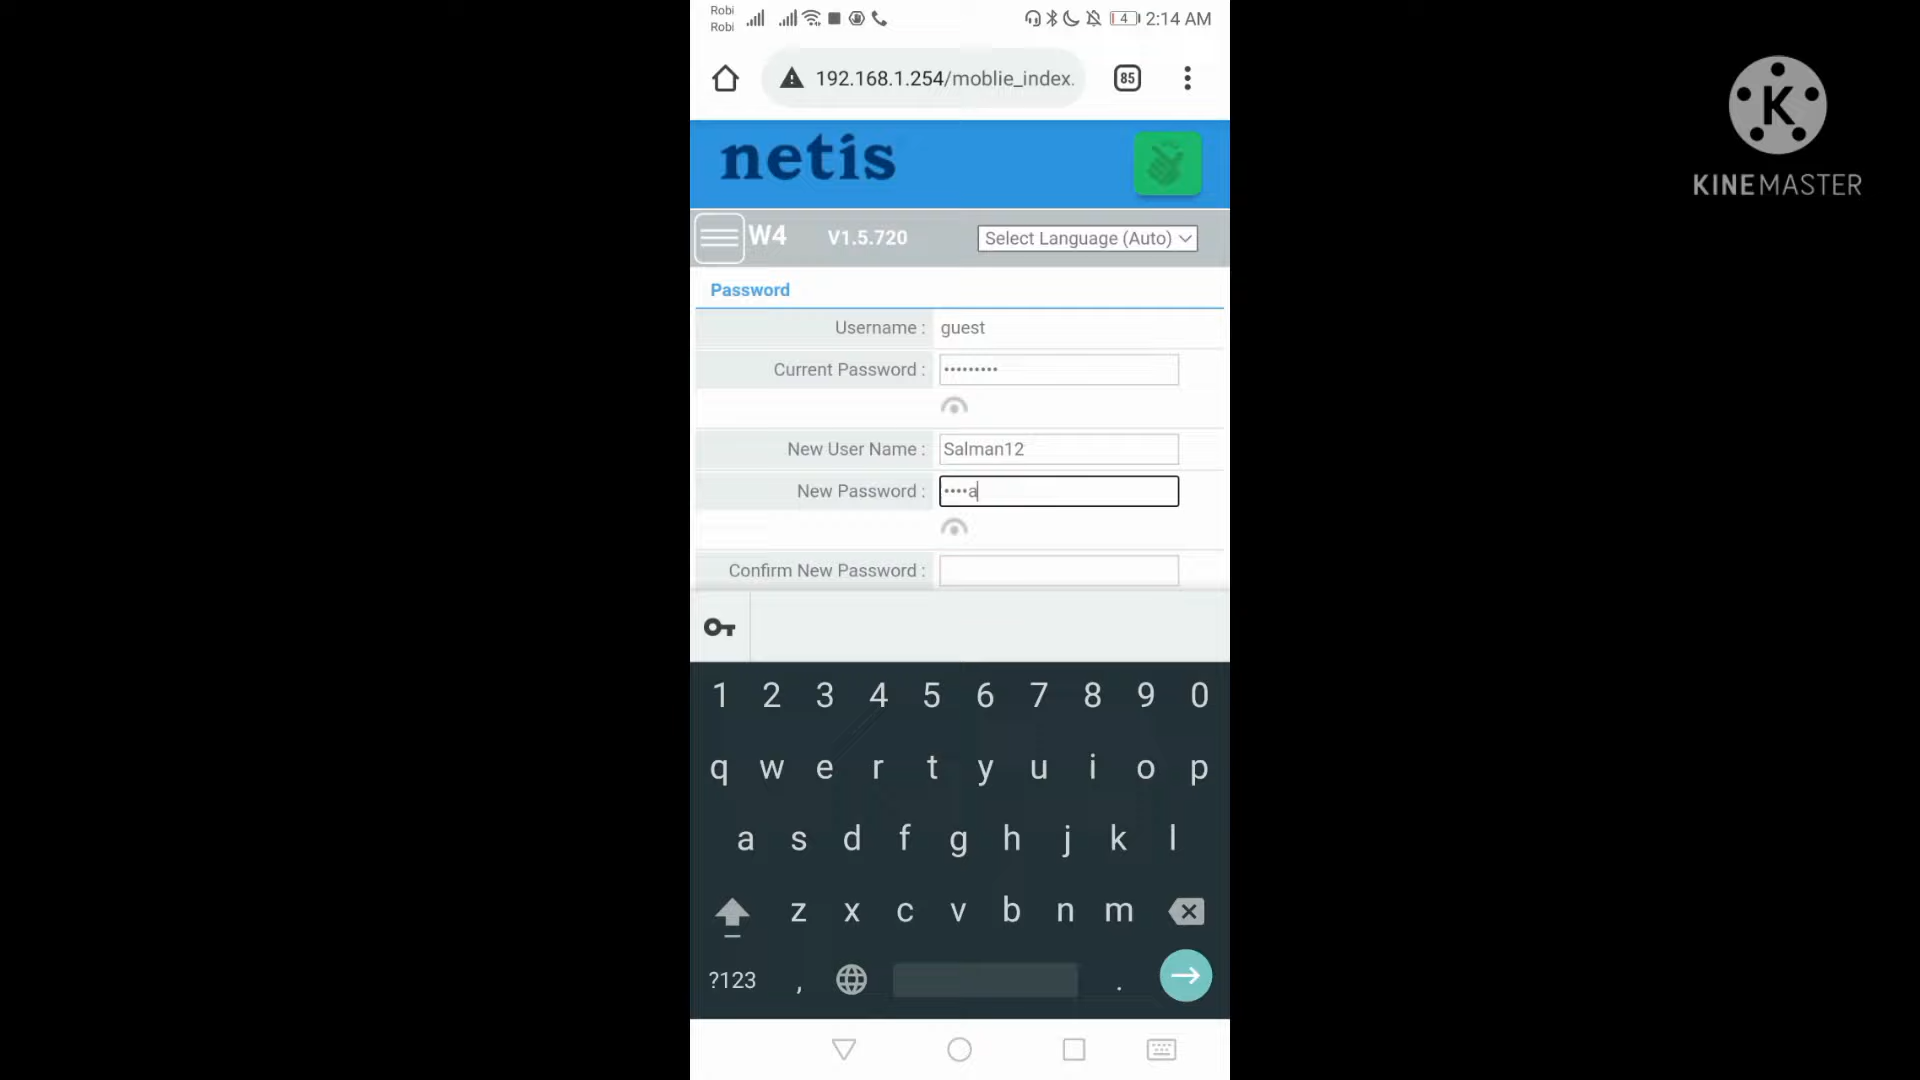 Robi
Robi
4 2:14 AM
192.168.1.254/moblie_index.
85
K
KINEMASTER
netis
W4 V1.5.720 Select Language (Auto)
Password
Username : guest
Current Password : •••••••••
New User Name : Salman12
New Password : ••••a
Confirm New Password :
1 2 3 4 5 6 7 8 9 0
q w e r t y u i o p
a s d f g h j k l
z x c v b n m
?123 , .